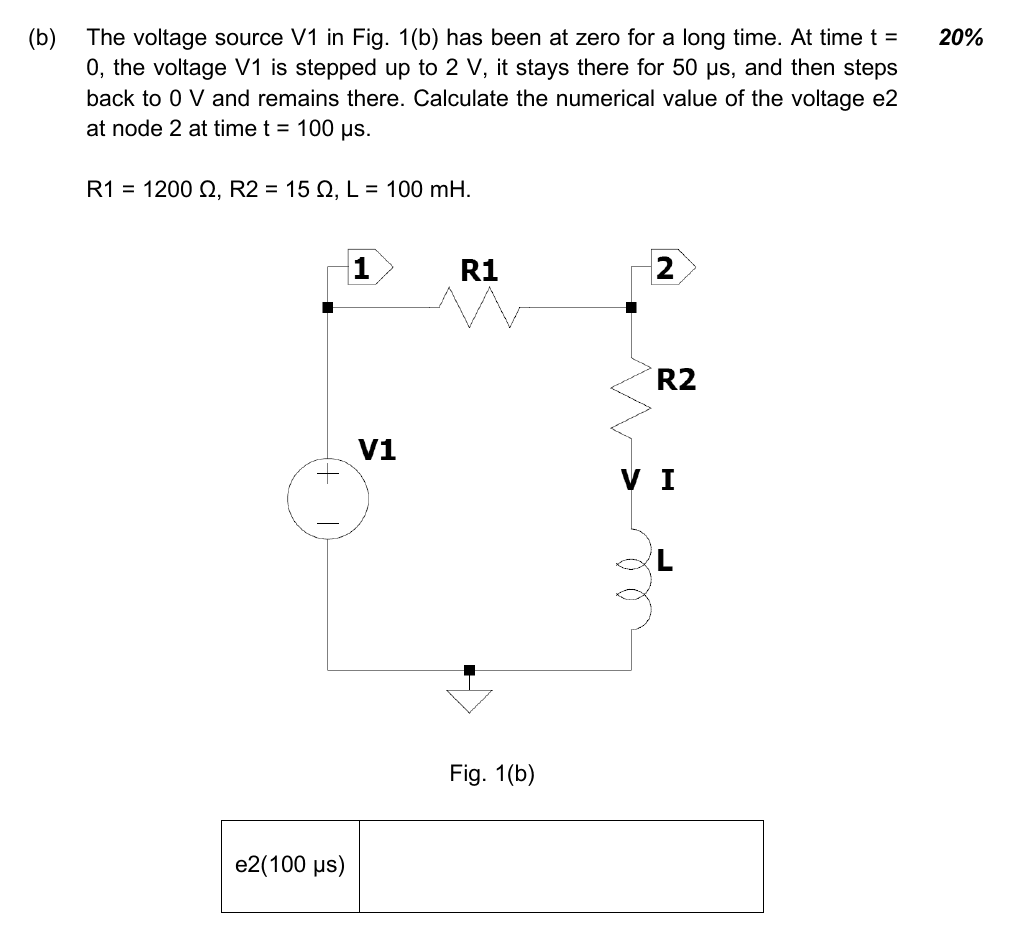 (b) The voltage source V1 in Fig. 1(b) has been at zero for a long time. At time t = 20%
0, the voltage V1 is stepped up to 2 V, it stays there for 50 µs, and then steps
back to 0 V and remains there. Calculate the numerical value of the voltage e2
at node 2 at time t = 100 µs.
R1 = 1200 Ω, R2 = 15 Ω, L = 100 mH.
1 R1 2
R2
V1
V I
L
Fig. 1(b)
e2(100 µs)